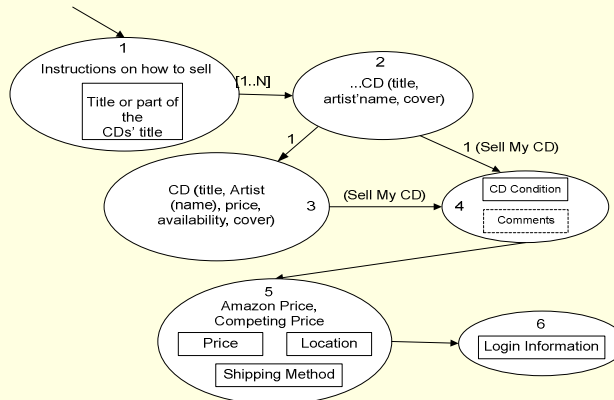 1
Instructions on how to sell
Title or part of
the
CDs' title
[1..N]
2
...CD (title,
artist'name, cover)
1
1 (Sell My CD)
CD (title, Artist
(name), price,
availability, cover)
3
(Sell My CD)
4
CD Condition
Comments
5
Amazon Price,
Competing Price
Price
Location
Shipping Method
6
Login Information